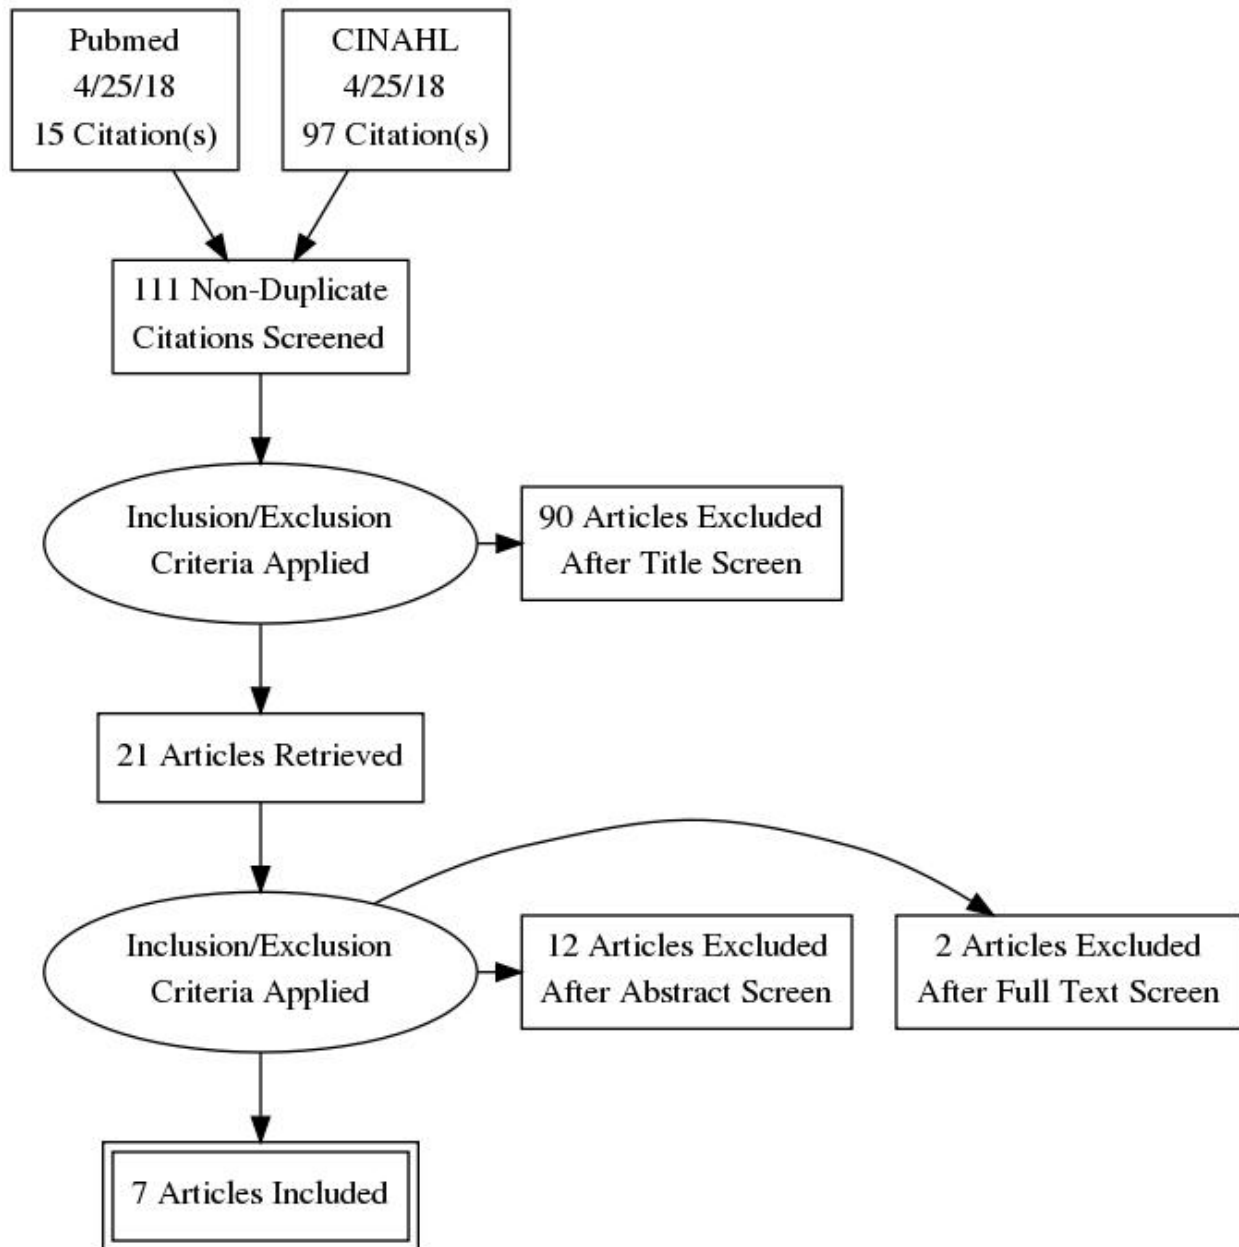 Pubmed
4/25/18
15 Citation(s)
CINAHL
4/25/18
97 Citation(s)
111 Non-Duplicate
Citations Screened
Inclusion/Exclusion
Criteria Applied
90 Articles Excluded
After Title Screen
21 Articles Retrieved
Inclusion/Exclusion
Criteria Applied
12 Articles Excluded
After Abstract Screen
2 Articles Excluded
After Full Text Screen
7 Articles Included